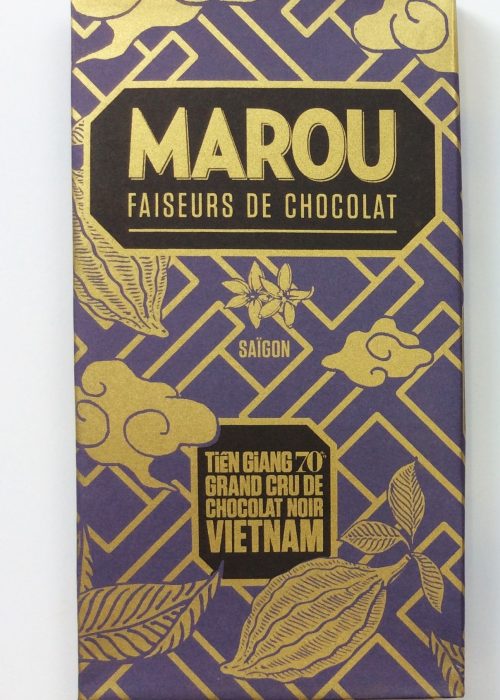 MAROU
FAISEURS DE CHOCOLAT
SAÏGON
TiỀN GiANG 70%
GRAND CRU DE
CHOCOLAT NOIR
VIETNAM